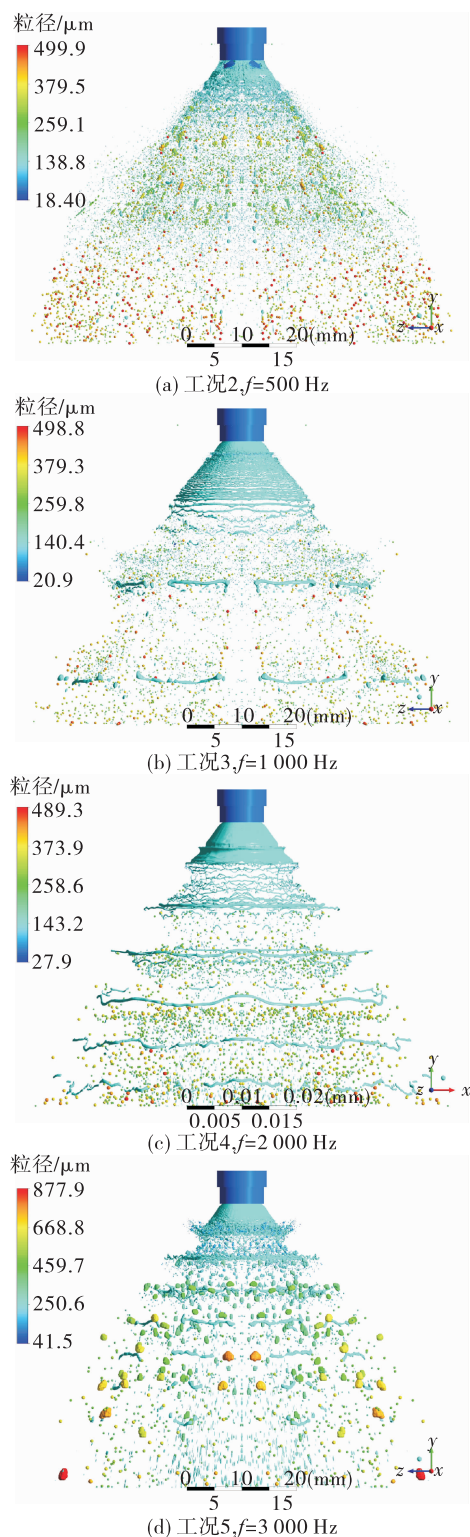 粒径/μm
499.9
379.5
259.1
138.8
18.40
y
z x
0 10 20(mm)
5 15
(a) 工况2,f=500 Hz
粒径/μm
498.8
379.3
259.8
140.4
20.9
y
z x
0 10 20(mm)
5 15
(b) 工况3,f=1 000 Hz
粒径/μm
489.3
373.9
258.6
143.2
27.9
y
z x
0 0.01 0.02(mm)
0.005 0.015
(c) 工况4,f=2 000 Hz
粒径/μm
877.9
668.8
459.7
250.6
41.5
y
z x
0 10 20(mm)
5 15
(d) 工况5,f=3 000 Hz